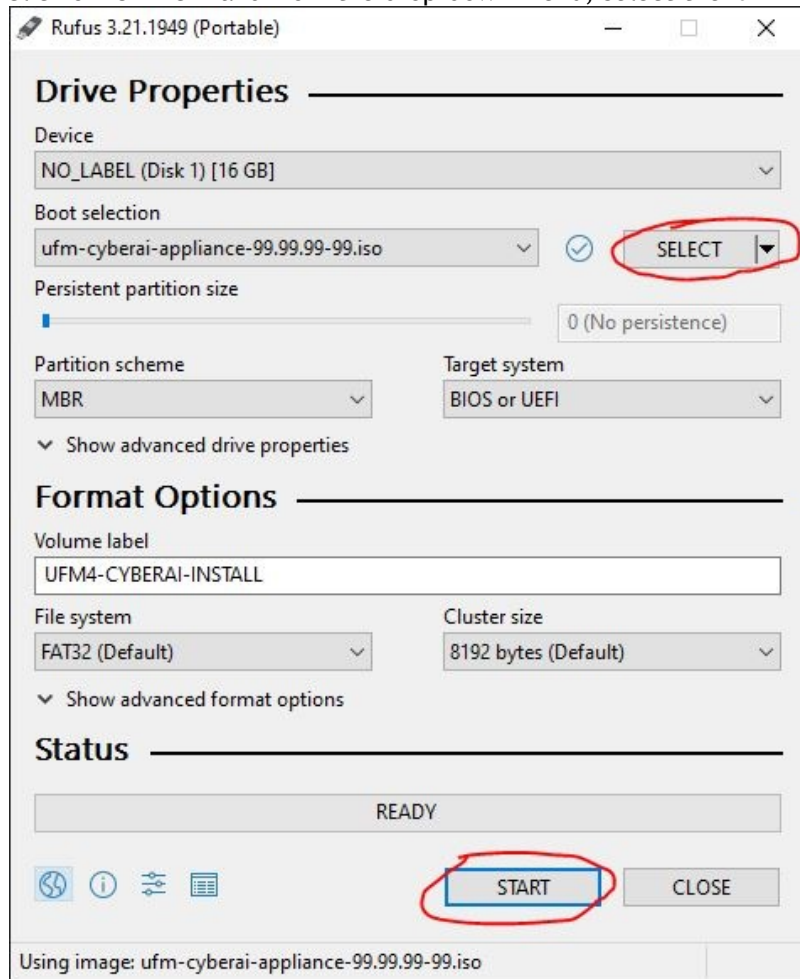 Rufus 3.21.1949 (Portable)
Drive Properties
Device
NO_LABEL (Disk 1) [16 GB]
Boot selection
ufm-cyberai-appliance-99.99.99-99.iso
SELECT
Persistent partition size
0 (No persistence)
Partition scheme
Target system
MBR
BIOS or UEFI
Show advanced drive properties
Format Options
Volume label
UFM4-CYBERAI-INSTALL
File system
Cluster size
FAT32 (Default)
8192 bytes (Default)
Show advanced format options
Status
READY
START
CLOSE
Using image: ufm-cyberai-appliance-99.99.99-99.iso